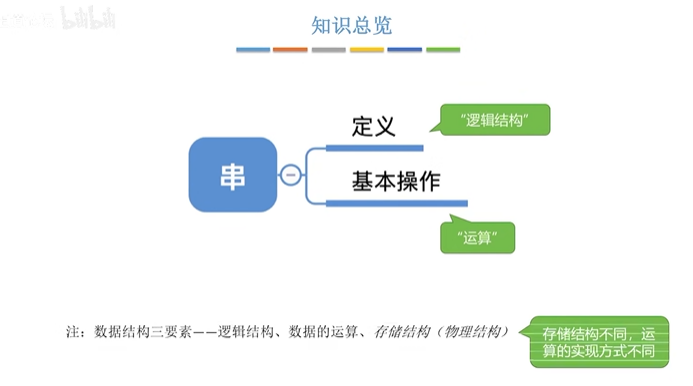 bilibili
知识总览
定义
“逻辑结构”
串
基本操作
“运算”
注：数据结构三要素——逻辑结构、数据的运算、存储结构（物理结构）
存储结构不同，运
算的实现方式不同